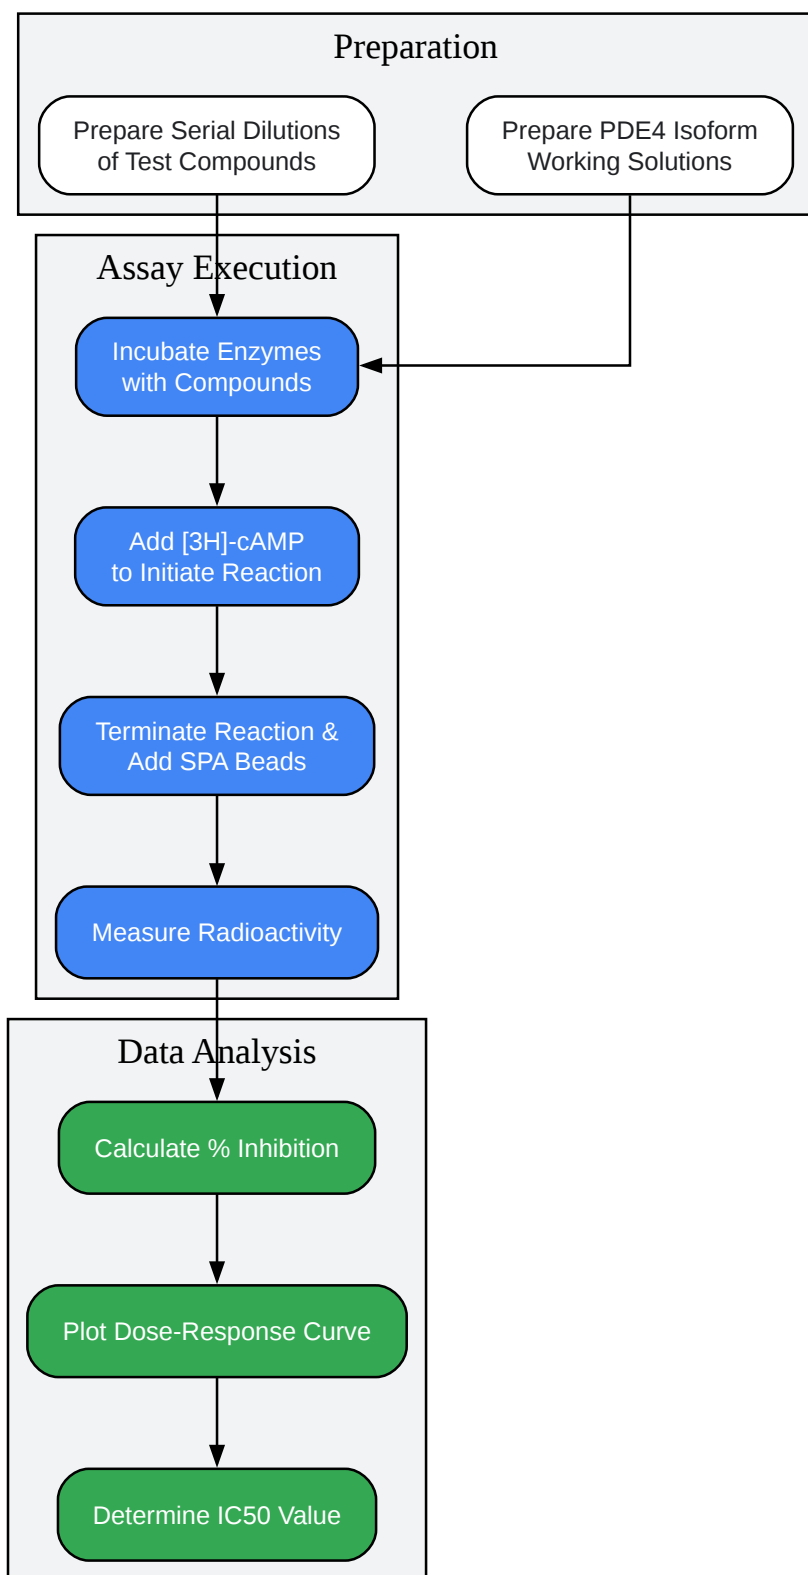 Preparation
Prepare Serial Dilutions
of Test Compounds
Prepare PDE4 Isoform
Working Solutions
Assay Execution
Incubate Enzymes
with Compounds
Add [3H]-cAMP
to Initiate Reaction
Terminate Reaction &
Add SPA Beads
Measure Radioactivity
Data Analysis
Calculate % Inhibition
Plot Dose-Response Curve
Determine IC50 Value